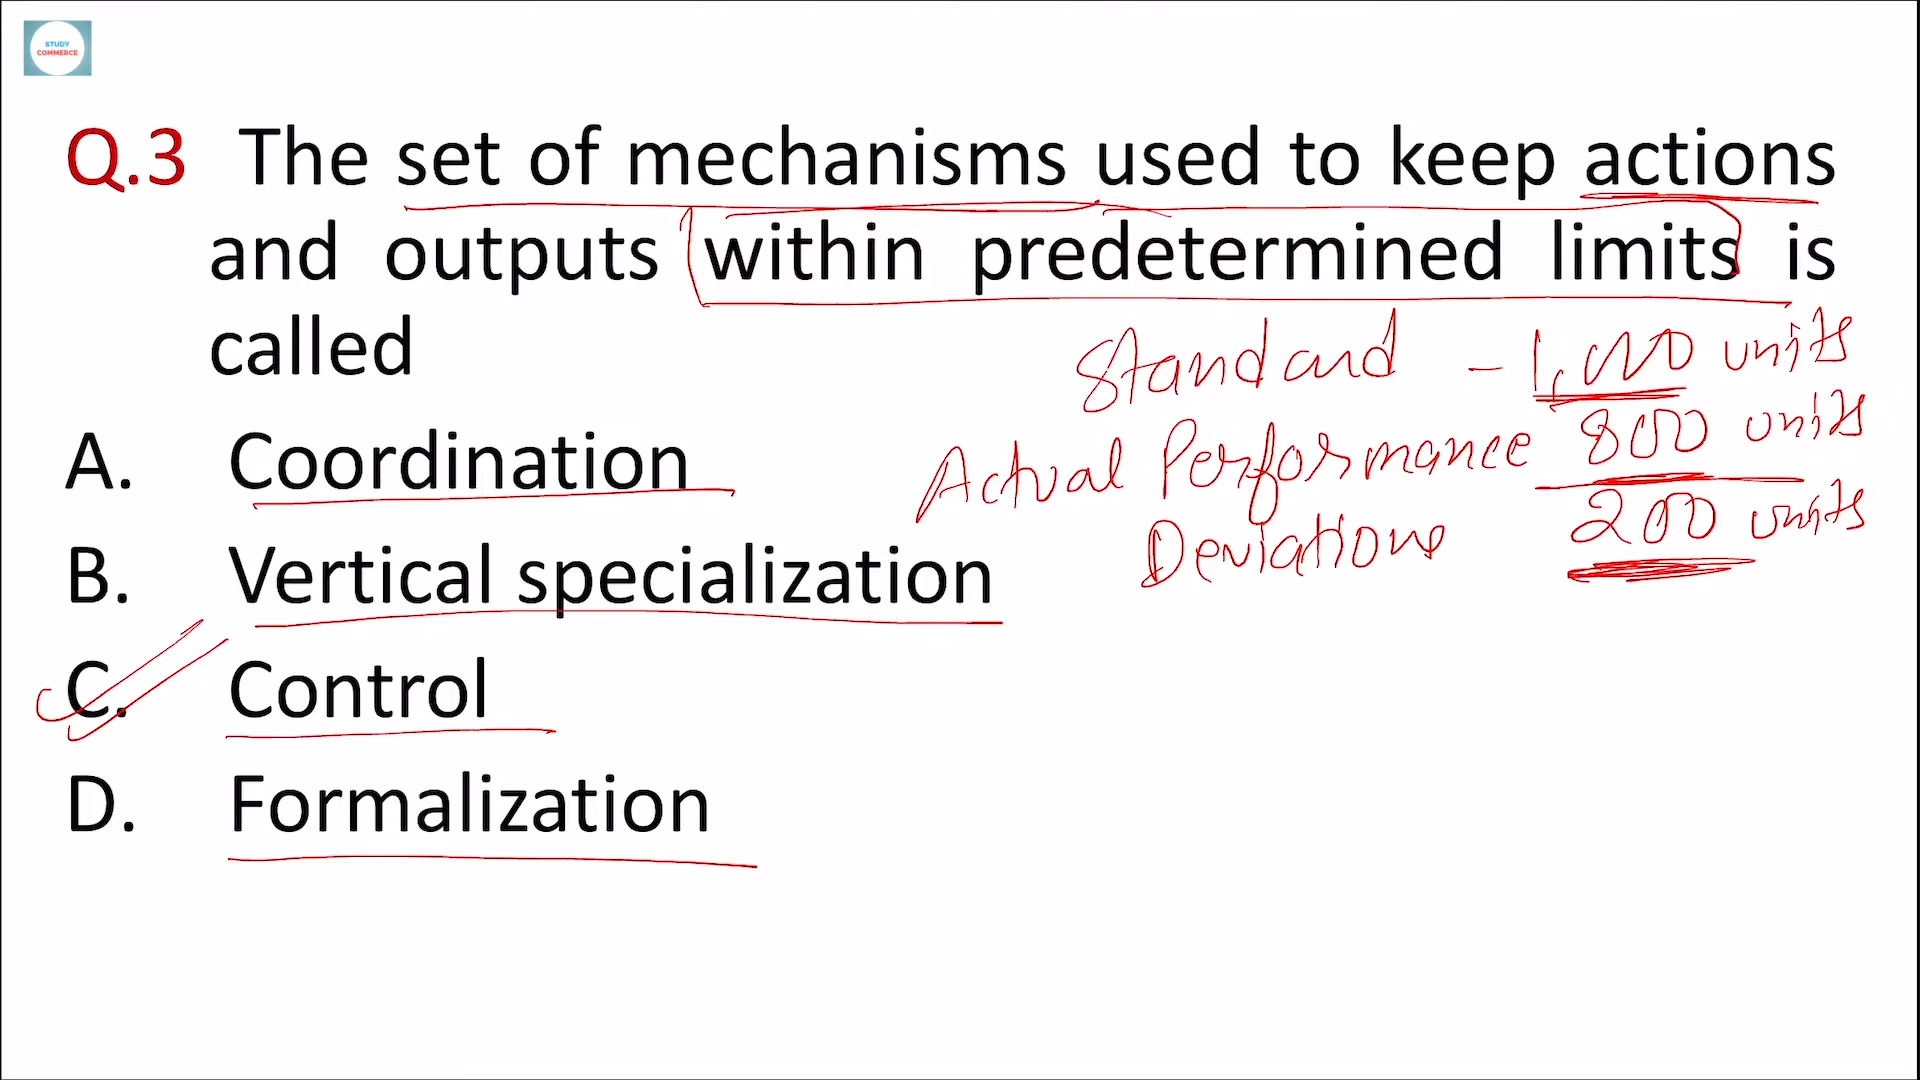 STUDY
COMMERCE
Q.3 The set of mechanisms used to keep actions
and outputs within predetermined limits is
called
Standard - 1,000 units
A. Coordination
Actual Performance 800 units
Deviations 200 units
B. Vertical specialization
C. Control
D. Formalization